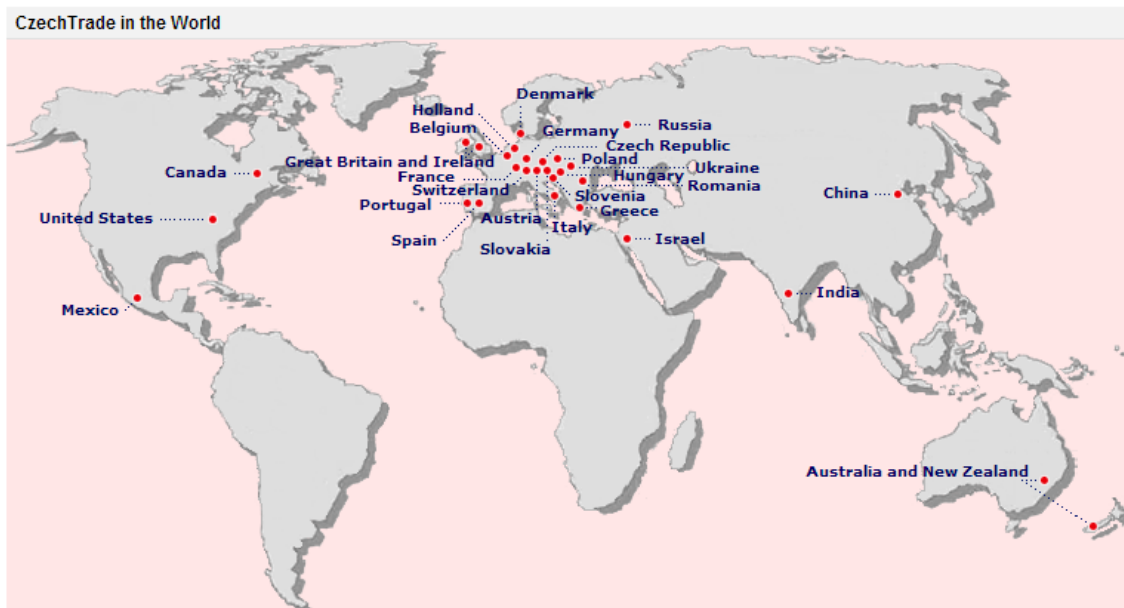 CzechTrade in the World
Denmark
Holland
Belgium
Germany
Russia
Czech Republic
Great Britain and Ireland
Poland
Ukraine
Canada
France
Hungary
Switzerland
Romania
China
Slovenia
Portugal
Greece
United States
Austria
Italy
Spain
Slovakia
Israel
India
Mexico
Australia and New Zealand